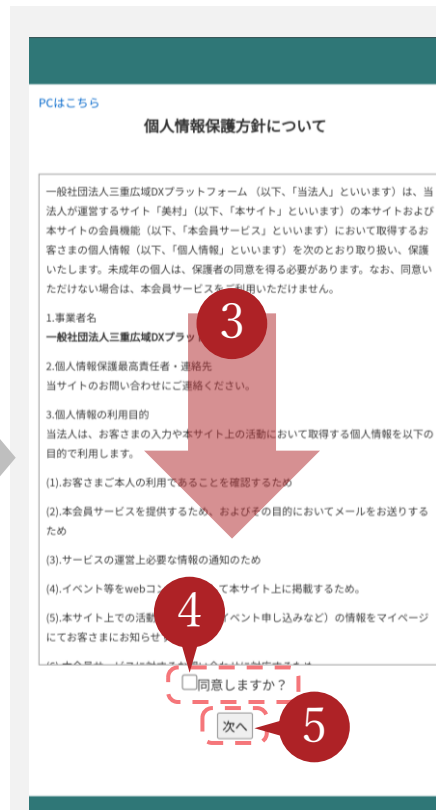 PCはこちら
個人情報保護方針について
一般社団法人三重広域DXプラットフォーム （以下、「当法人」といいます）は、当
法人が運営するサイト「美村」（以下、「本サイト」といいます）の本サイトおよび
本サイトの会員機能（以下、「本会員サービス」といいます）において取得するお
客さまの個人情報（以下、「個人情報」といいます）を次のとおり取り扱い、保護
いたします。未成年の個人は、保護者の同意を得る必要があります。なお、同意い
ただけない場合は、本会員サービスをご利用いただけません。
1.事業者名
一般社団法人三重広域DXプラッ
3
2.個人情報保護最高責任者・連絡先
当サイトのお問い合わせにご連絡ください。
3.個人情報の利用目的
当法人は、お客さまの入力や本サイト上の活動において取得する個人情報を以下の
目的で利用します。
(1).お客さまご本人の利用であることを確認するため
(2).本会員サービスを提供するため、およびその目的においてメールをお送りする
ため
(3).サービスの運営上必要な情報の通知のため
(4).イベント等をwebコン て本サイト上に掲載するため。
4
(5).本サイト上での活動 イベント申し込みなど）の情報をマイページ
にてお客さまにお知らせす
同意しますか？
次へ
5